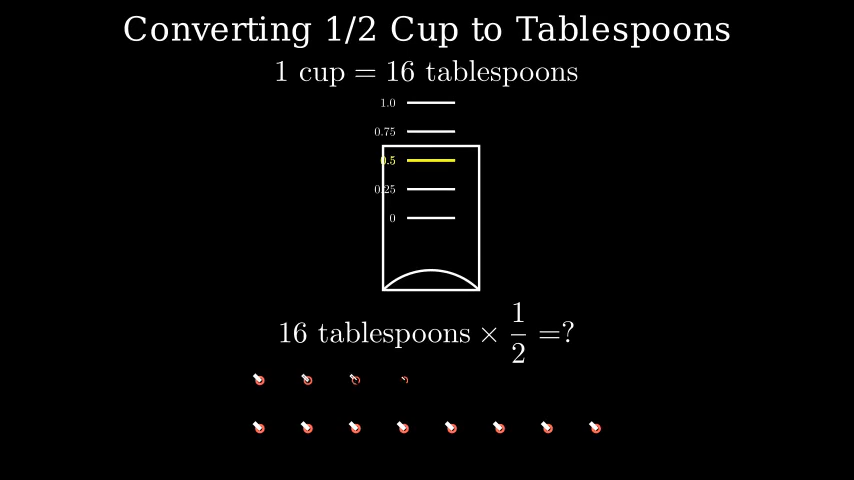 Converting 1/2 Cup to Tablespoons
1 cup = 16 tablespoons
1.0
0.75
0.5
0.25
0
16 tablespoons × 1/2 =?